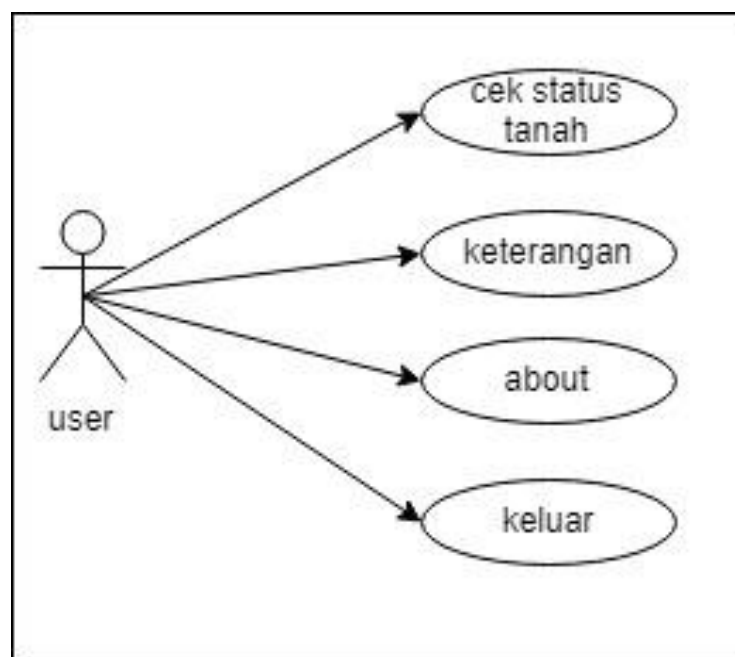 cek status
tanah
keterangan
about
keluar
user